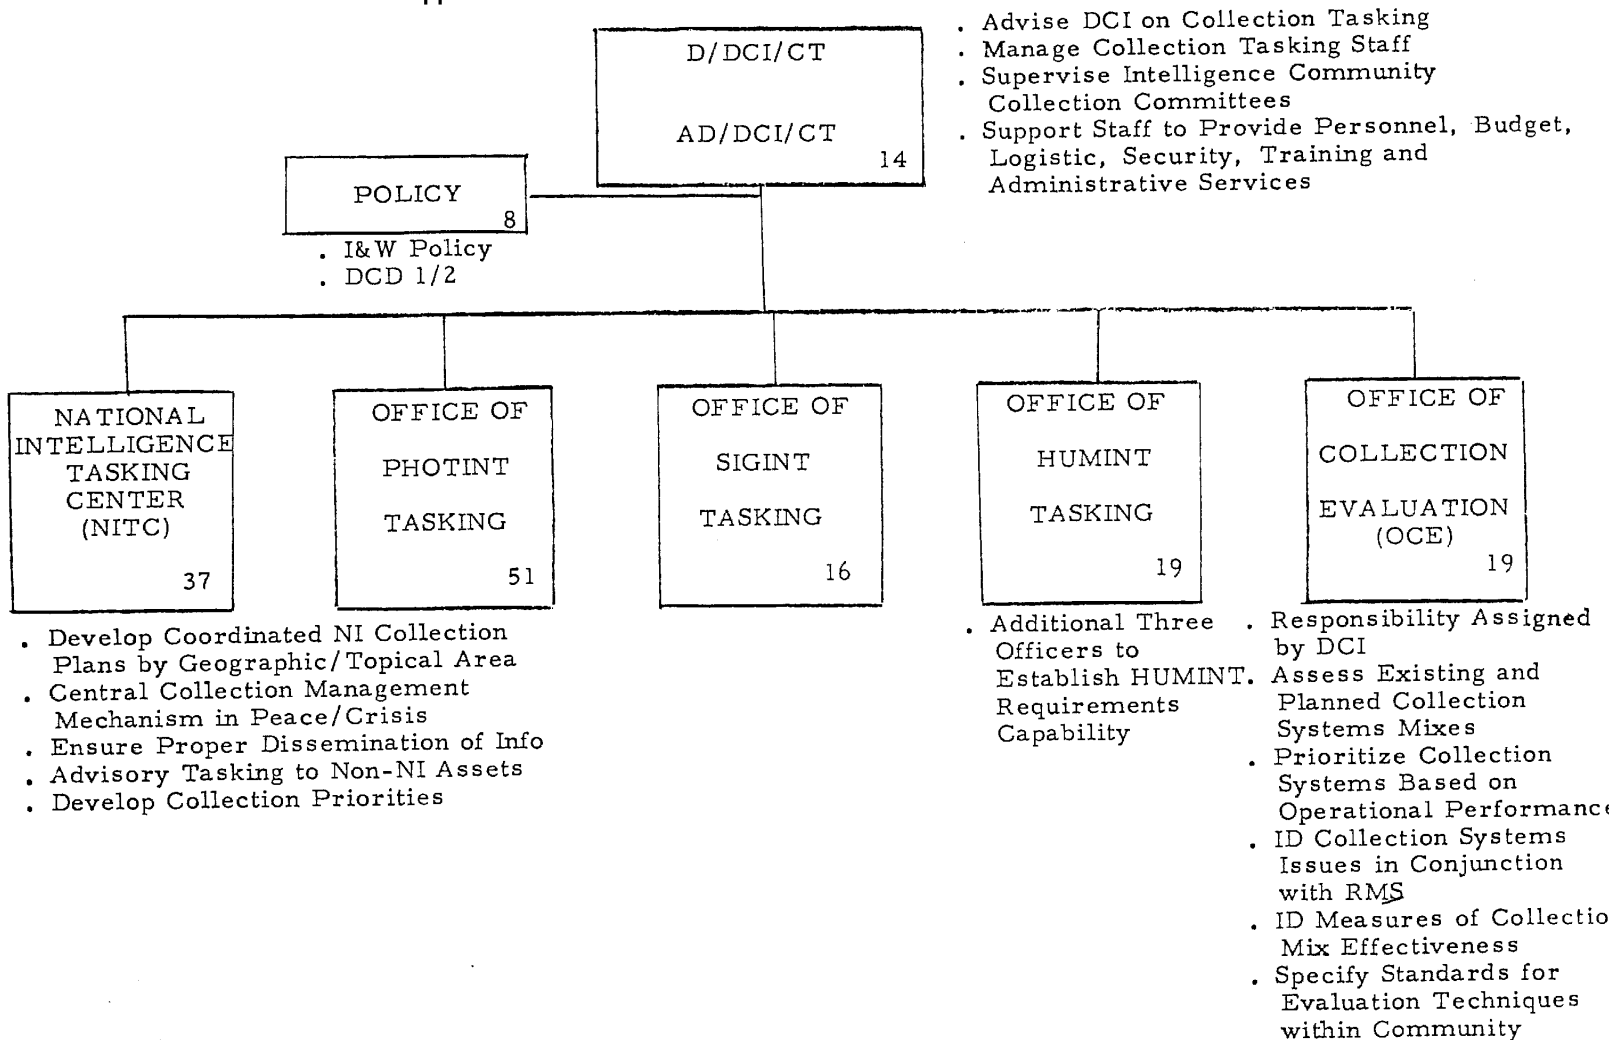 D/DCI/CT
AD/DCI/CT
14
. Advise DCI on Collection Tasking
. Manage Collection Tasking Staff
. Supervise Intelligence Community
Collection Committees
. Support Staff to Provide Personnel, Budget,
Logistic, Security, Training and
Administrative Services
POLICY
8
. I&W Policy
. DCD 1/2
NATIONAL
INTELLIGENCE
TASKING
CENTER
(NITC)
37
. Develop Coordinated NI Collection
Plans by Geographic/Topical Area
. Central Collection Management
Mechanism in Peace/Crisis
. Ensure Proper Dissemination of Info
. Advisory Tasking to Non-NI Assets
. Develop Collection Priorities
OFFICE OF
PHOTINT
TASKING
51
OFFICE OF
SIGINT
TASKING
16
OFFICE OF
HUMINT
TASKING
19
. Additional Three
Officers to
Establish HUMINT
Requirements
Capability
OFFICE OF
COLLECTION
EVALUATION
(OCE)
19
. Responsibility Assigned
by DCI
. Assess Existing and
Planned Collection
Systems Mixes
. Prioritize Collection
Systems Based on
Operational Performance
. ID Collection Systems
Issues in Conjunction
with RMS
. ID Measures of Collectio
Mix Effectiveness
. Specify Standards for
Evaluation Techniques
within Community